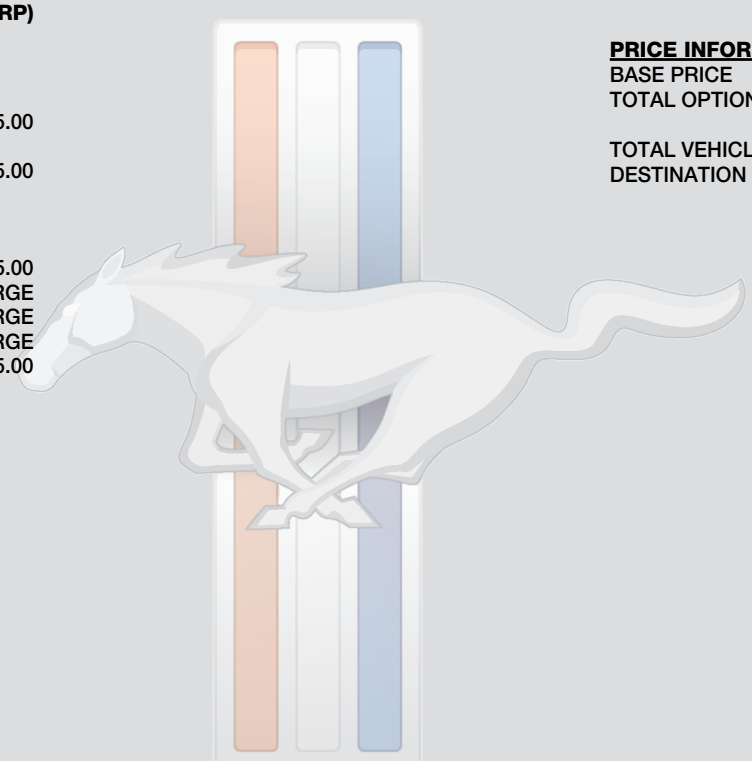 RP)
5.00
5.00
5.00
RGE
RGE
RGE
5.00
PRICE INFOR
BASE PRICE
TOTAL OPTION
TOTAL VEHICL
DESTINATION